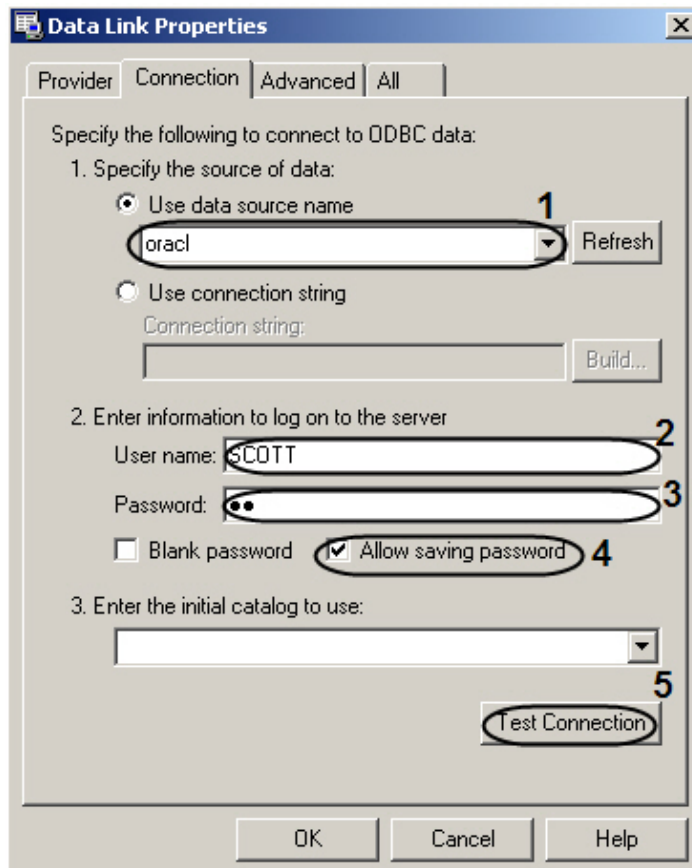 Data Link Properties
Provider Connection Advanced All
Specify the following to connect to ODBC data:
1. Specify the source of data:
Use data source name 1
oracl Refresh
Use connection string
Connection string:
Build...
2. Enter information to log on to the server
User name: SCOTT 2
Password: ●● 3
Blank password Allow saving password 4
3. Enter the initial catalog to use:
5
Test Connection
OK Cancel Help